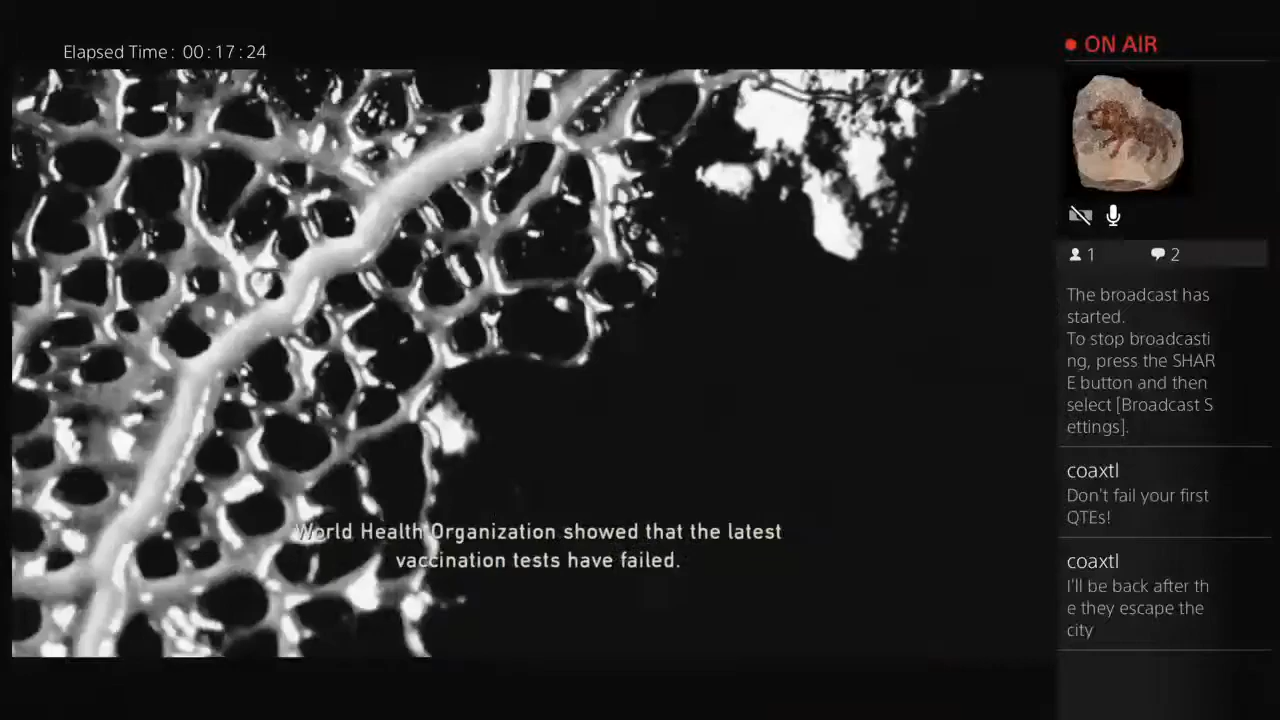 Elapsed Time: 00:17:24
World Health Organization showed that the latest
vaccination tests have failed.
ON AIR
1
2
The broadcast has
started.
To stop broadcasti
ng, press the SHAR
E button and then
select [Broadcast S
ettings].
coaxtl
Don't fail your first
QTEs!
coaxtl
I'll be back after th
e they escape the
city